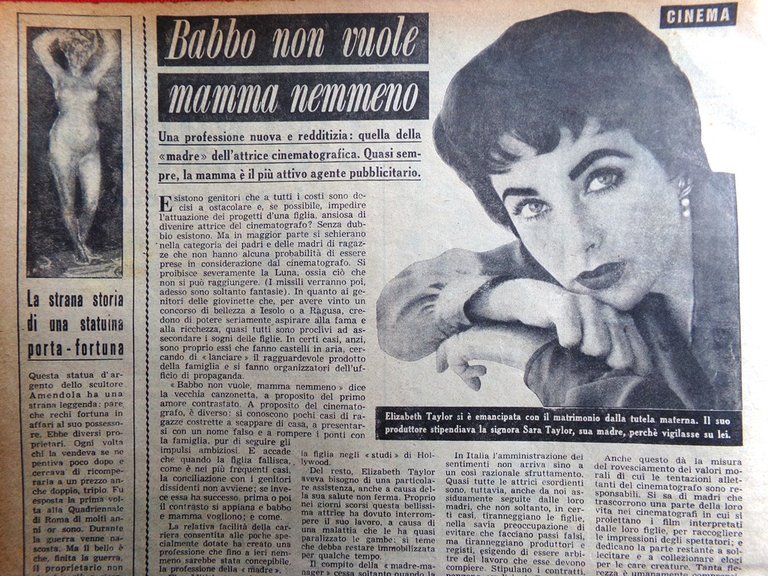 CINEMA
Babbo non vuole
mamma nemmeno
Una professione nuova e redditizia: quella della
«madre» dell'attrice cinematografica. Quasi sem-
pre, la mamma è il più attivo agente pubblicitario.
La strana storia
di una statuina
porta-fortuna
Questa statua d'ar-
gento dello scultore
Amendola ha una
strana leggenda: pare
che rechi fortuna in
affari al suo possesso-
re. Ebbe diversi pro-
prietari. Ogni volta
chi la vendeva se ne
pentiva poco dopo e
cercava di ricompe-
rarla a un prezzo an-
che doppio, triplo. Fu
esposta la prima vol-
ta alla Quadriennale
di Roma di molti an-
ni or sono. Durante
la guerra venne na-
scosta. Ma il bello è
che, finita la guerra,
il proprietario non
Esistono genitori che a tutti i costi sono de-
cisi a ostacolare e, se possibile, impedire
l'attuazione dei progetti d'una figlia, ansiosa di
divenire attrice del cinematografo? Senza dub-
bio esistono. Ma in maggior parte si schierano
nella categoria dei padri e delle madri di ragaz-
ze che non hanno alcuna probabilità di essere
prese in considerazione dal cinematografo. Si
proibisce severamente la Luna, ossia ciò che
non si può raggiungere. (I missili verranno poi,
adesso sono soltanto fantasie). In quanto ai ge-
nitori delle giovinette che, per avere vinto un
concorso di bellezza a Iesolo o a Ragusa, cre-
dono di potere seriamente aspirare alla fama e
alla ricchezza, quasi tutti sono proclivi ad as-
secondare i sogni delle figlie. In certi casi, anzi,
sono proprio essi che fanno castelli in aria, cer-
cando di «lanciare» il ragguardevole prodotto
della famiglia e si fanno organizzatori dell'uf-
ficio di propaganda.
«Babbo non vuole, mamma nemmeno» dice
la vecchia canzonetta, a proposito del primo
amore contrastato. A proposito del cinemato-
grafo, è diverso: si conoscono pochi casi di ra-
gazze costrette a scappare di casa, a presentar-
si con un nome falso e a rompere i ponti con
la famiglia, pur di seguire gli
impulsi ambiziosi. E accade
che quando la figlia fallisca,
come è nei più frequenti casi,
la conciliazione con i genitori
dissidenti non avviene; se in-
vece essa ha successo, prima o poi
il contrasto si appiana e babbo
e mamma vogliono; e come.
La relativa facilità della car-
riera consentita alle poche spe-
cialmente dotate ha creato una
professione che fino a ieri nem-
meno sarebbe stata concepibile,
la professione della «madre».
Elizabeth Taylor si è emancipata con il matrimonio dalla tutela materna. Il suo
produttore stipendiava la signora Sara Taylor, sua madre, perchè vigilasse su lei.
la figlia negli «studi» di Hol-
lywood.
Del resto, Elizabeth Taylor
aveva bisogno di una particola-
re assistenza, anche a causa del-
la sua salute non ferma. Proprio
nei giorni scorsi questa bellissi-
ma attrice ha dovuto interrom-
pere il suo lavoro, a causa di
una malattia che le ha quasi
paralizzato le gambe: si teme
che debba restare immobilizzata
per qualche tempo.
Il compito della «madre-ma-
nager» cessa soltanto quando la
In Italia l'amministrazione dei
sentimenti non arriva sino a
un così razionale sfruttamento.
Quasi tutte le attrici esordienti
sono, tuttavia, anche da noi as-
siduamente seguite dalle loro
madri, che non soltanto, in cer-
ti casi, tiranneggiano le figlie,
nella savia preoccupazione di
evitare che facciano passi falsi,
ma tiranneggiano produttori e
registi, esigendo di essere arbi-
tre del lavoro che esse devono
compiere. Stipulano i contratti,
Anche questo dà la misura
del rovesciamento dei valori mo-
rali di cui le tentazioni allettan-
ti del cinematografo sono re-
sponsabili. Si sa di madri che
trascorrono una parte della loro
vita nei cinematografi in cui si
proiettano i film interpretati
dalle loro figlie, per raccogliere
le impressioni degli spettatori; e
dedicano la parte restante a sol-
lecitare e a collezionare elogi
per le care creature. Tanta fie-